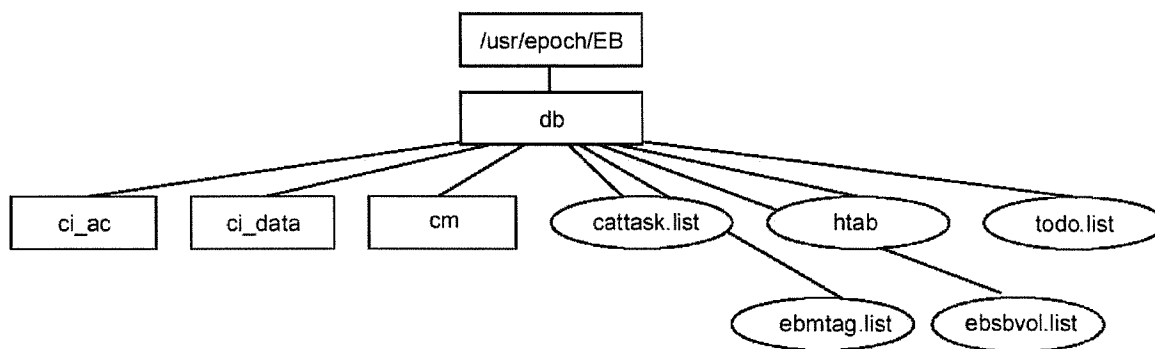 /usr/epoch/EB
db
ci_ac
ci_data
cm
cattask.list
htab
todo.list
ebmtag.list
ebsbvol.list